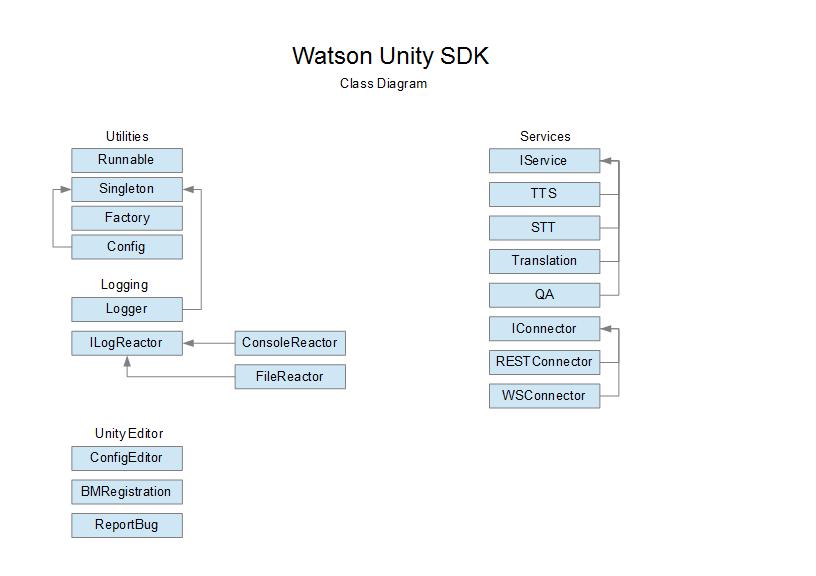 Watson Unity SDK
Class Diagram
Utilities
Runnable
Singleton
Factory
Config
Logging
Logger
ILogReactor
ConsoleReactor
FileReactor
Unity Editor
ConfigEditor
BMRegistration
ReportBug
Services
IService
TTS
STT
Translation
QA
IConnector
RESTConnector
WSConnector